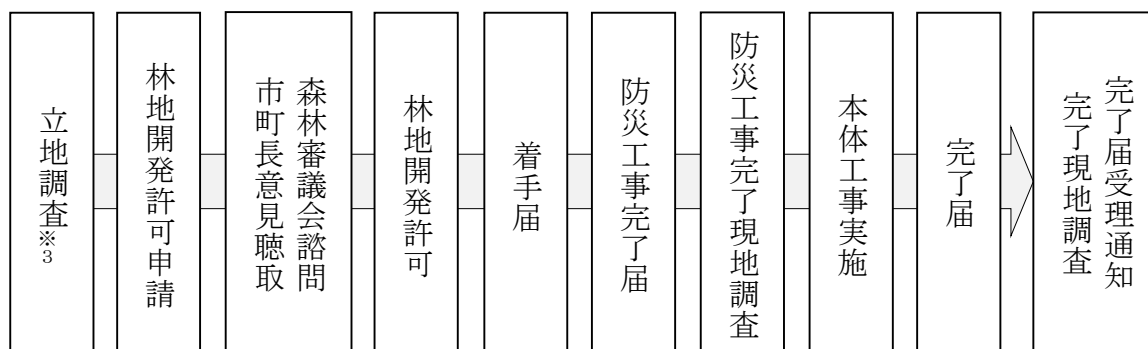 立地調査※3
林地開発許可申請
森林審議会諮問
市町長意見聴取
林地開発許可
着手届
防災工事完了届
防災工事完了現地調査
本体工事実施
完了届
完了届受理通知
完了現地調査